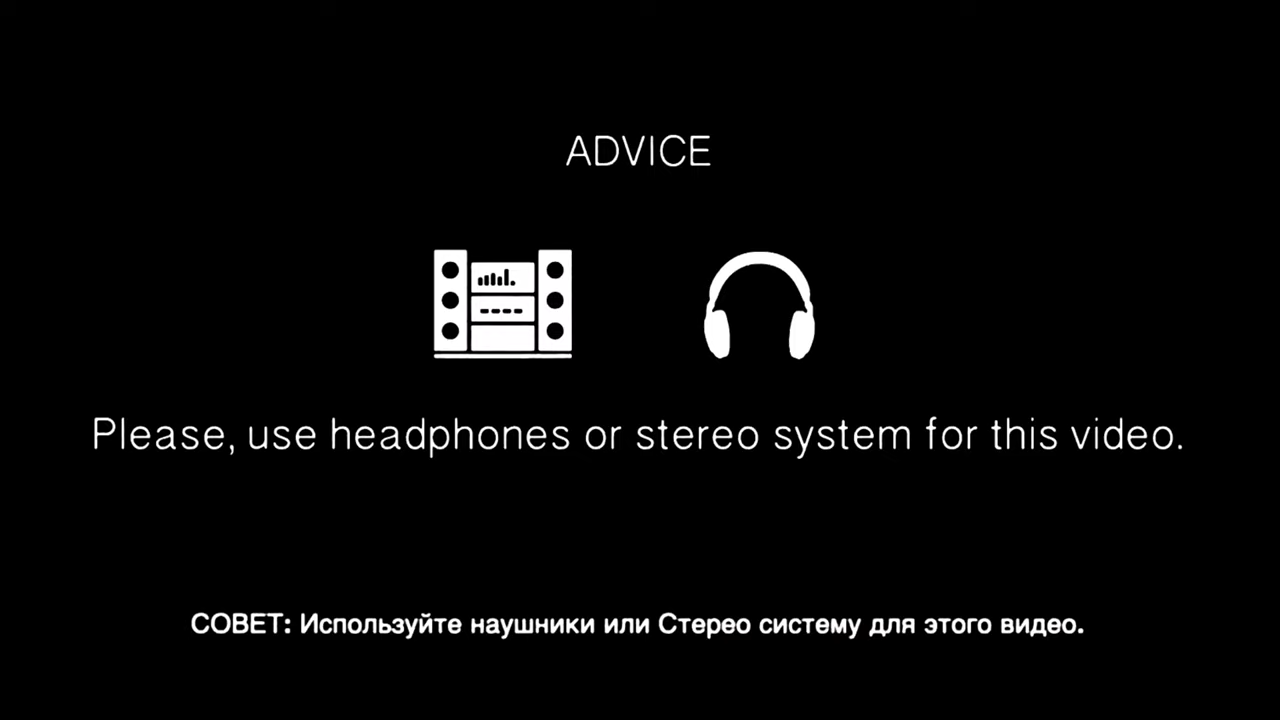 ADVICE
Please, use headphones or stereo system for this video.
СОВЕТ: Используйте наушники или Стерео систему для этого видео.